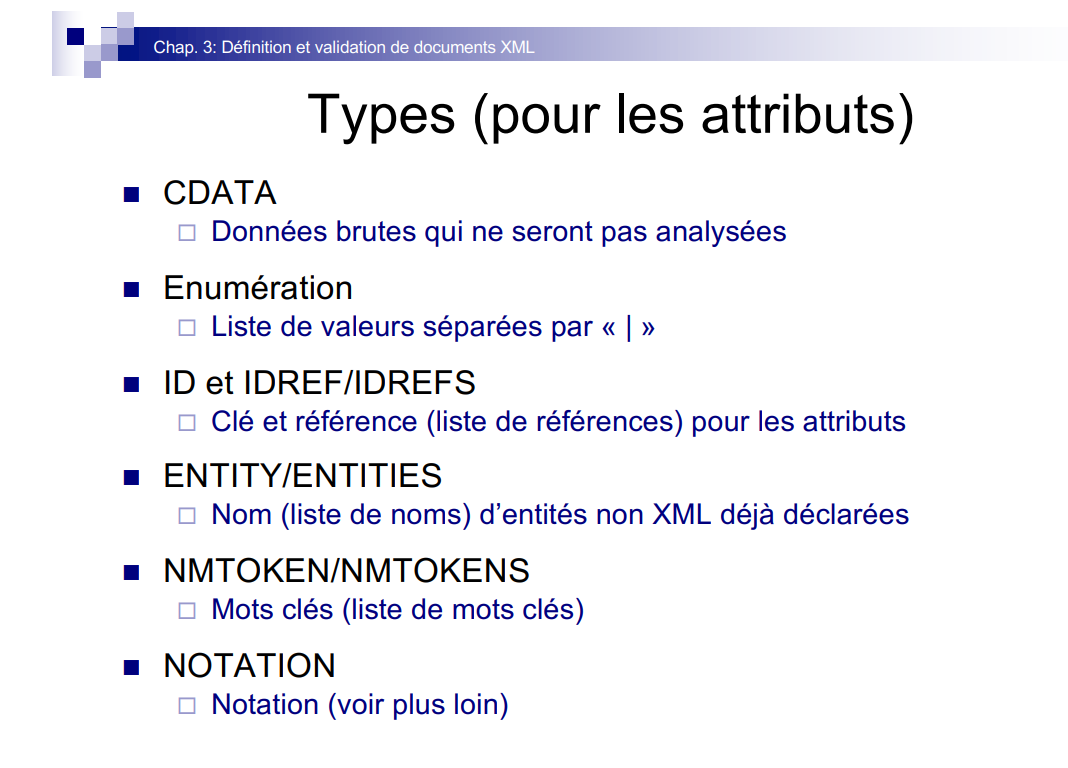 Chap. 3: Définition et validation de documents XML
Types (pour les attributs)
CDATA
Données brutes qui ne seront pas analysées
Enumération
Liste de valeurs séparées par « | »
ID et IDREF/IDREFS
Clé et référence (liste de références) pour les attributs
ENTITY/ENTITIES
Nom (liste de noms) d’entités non XML déjà déclarées
NMTOKEN/NMTOKENS
Mots clés (liste de mots clés)
NOTATION
Notation (voir plus loin)